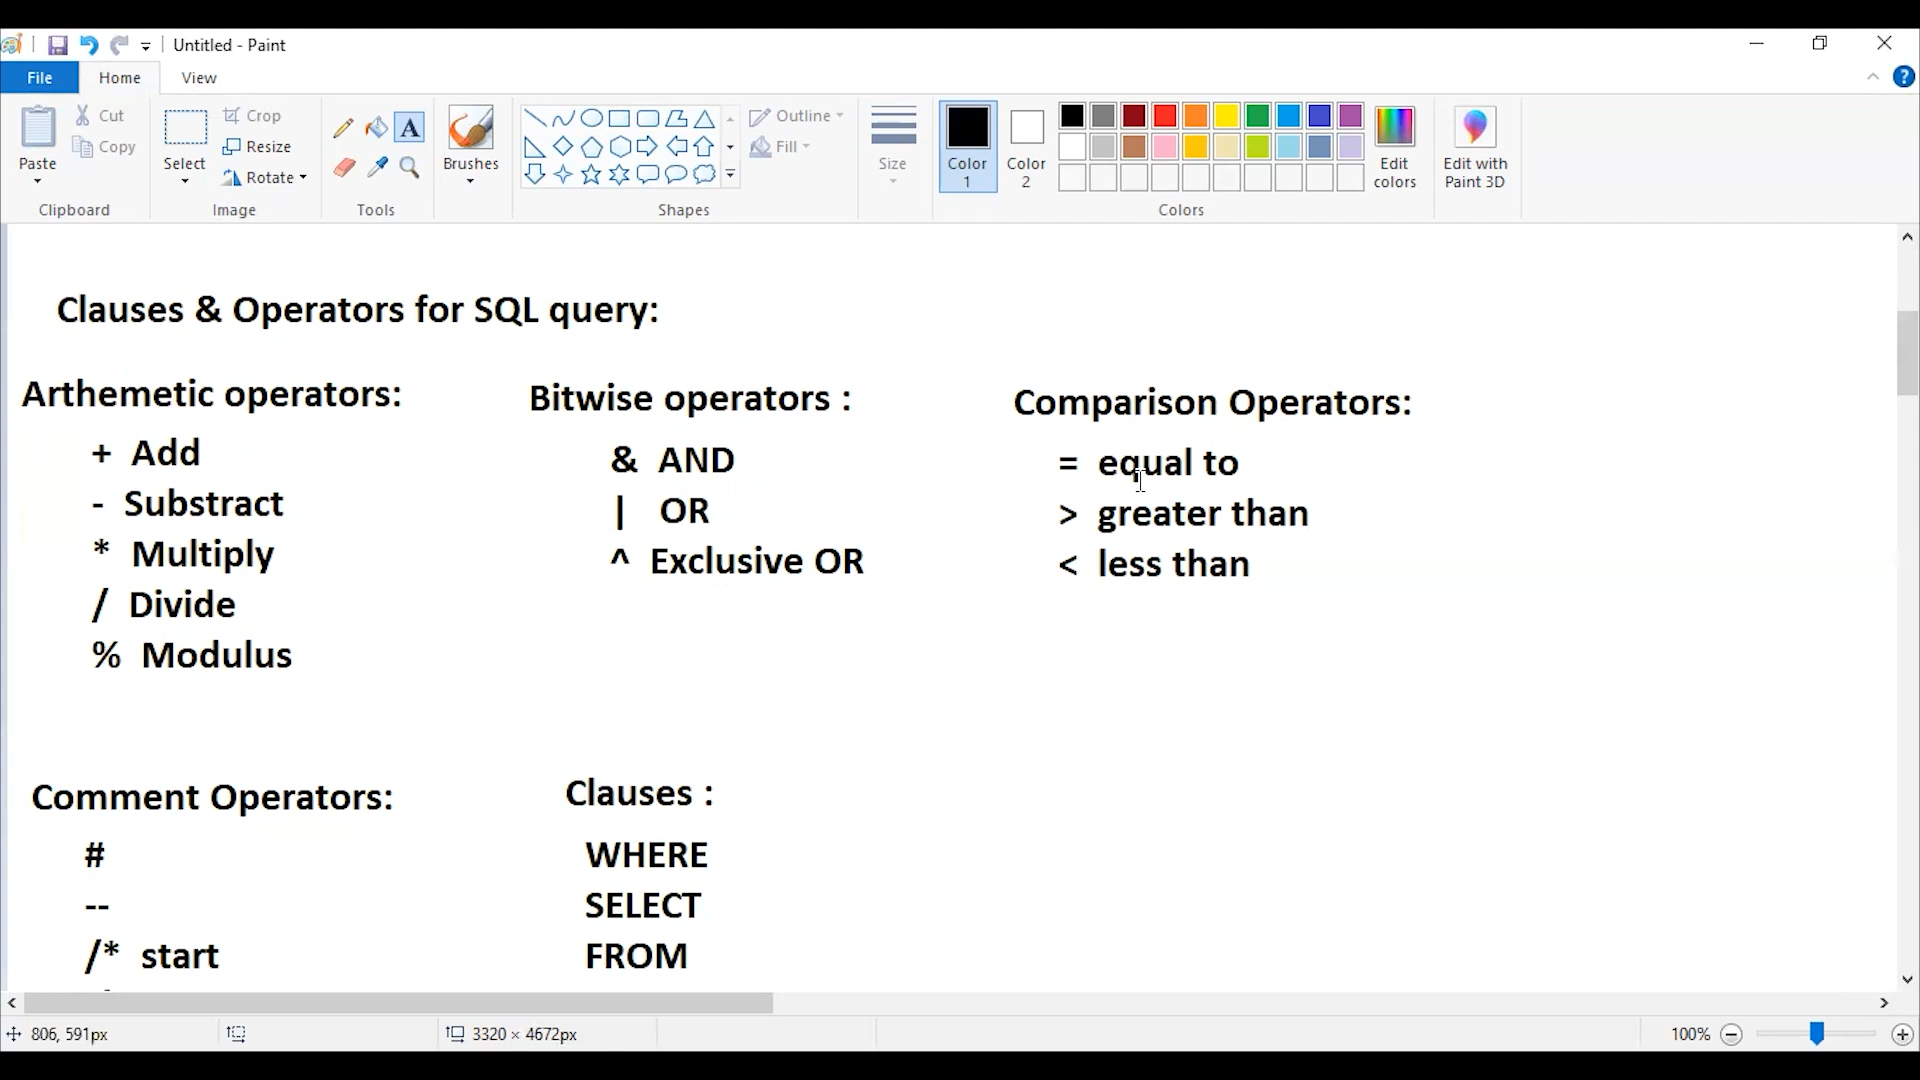 Untitled - Paint
File Home View
Paste
Cut
Copy
Clipboard
Select
Crop
Resize
Rotate
Image
A
Tools
Brushes
Shapes
Outline
Fill
Size
Color 1
Color 2
Colors
Edit colors
Edit with Paint 3D
?
Clauses & Operators for SQL query:
Arthemetic operators:
+ Add
- Substract
* Multiply
/ Divide
% Modulus
Bitwise operators :
& AND
| OR
^ Exclusive OR
Comparison Operators:
= equal to
> greater than
< less than
Comment Operators:
#
--
/* start
Clauses :
WHERE
SELECT
FROM
806, 591px
3320 × 4672px
100%